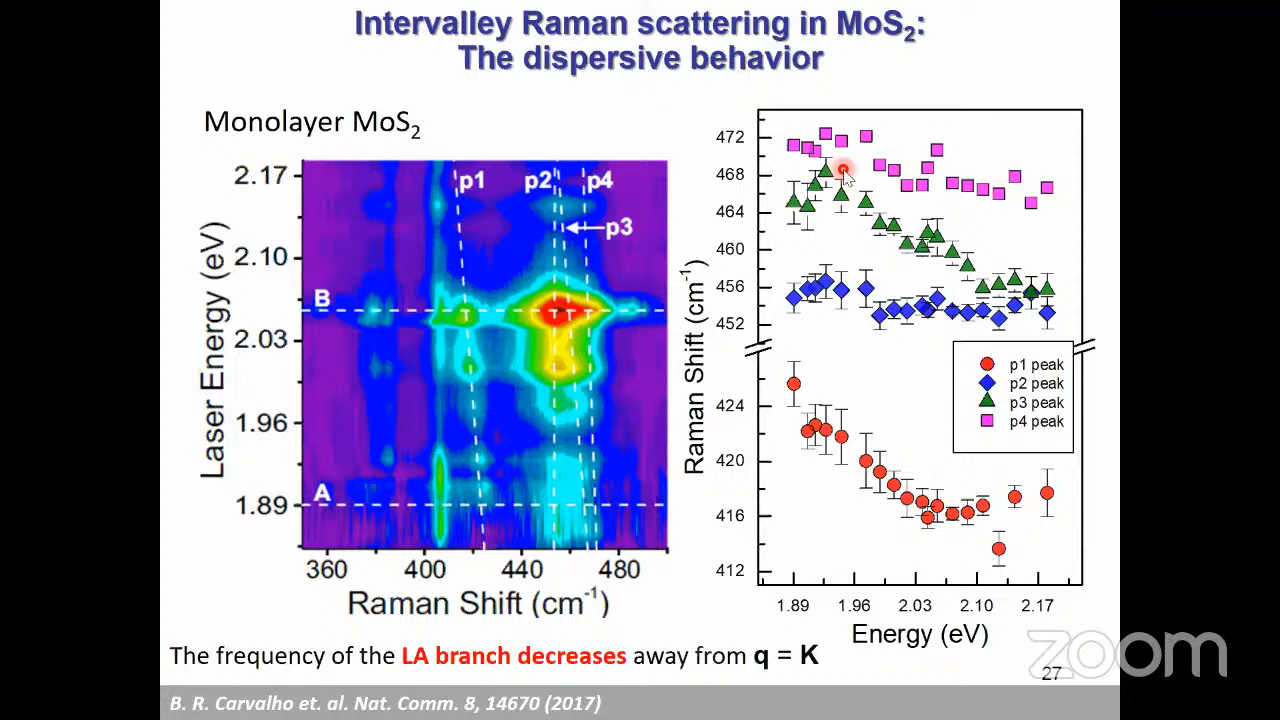 Intervalley Raman scattering in MoS2:
The dispersive behavior
Monolayer MoS2
2.17
2.10
2.03
1.96
1.89
Laser Energy (eV)
p1
p2
p4
p3
B
A
360
400
440
480
Raman Shift (cm-1)
472
468
464
460
456
452
424
420
416
412
Raman Shift (cm-1)
p1 peak
p2 peak
p3 peak
p4 peak
1.89
1.96
2.03
2.10
2.17
Energy (eV)
The frequency of the LA branch decreases away from q = K
zoom
27
B. R. Carvalho et. al. Nat. Comm. 8, 14670 (2017)